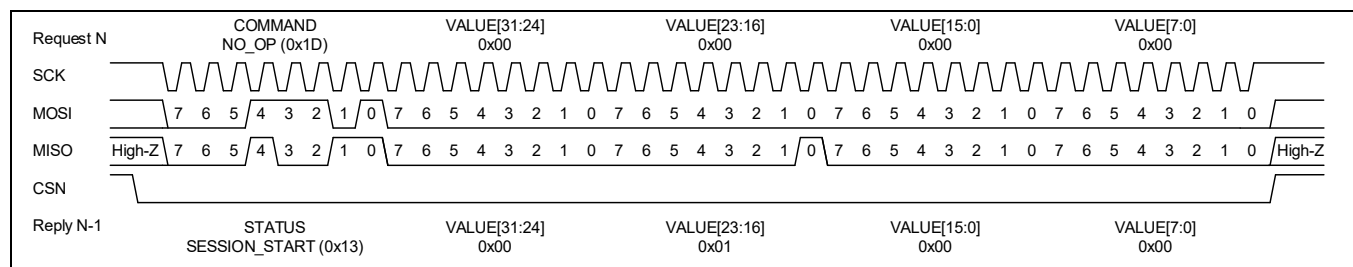 Request N COMMAND VALUE[31:24] VALUE[23:16] VALUE[15:0] VALUE[7:0]
NO_OP (0x1D) 0x00 0x00 0x00 0x00
SCK
MOSI 7 6 5 4 3 2 1 0 7 6 5 4 3 2 1 0 7 6 5 4 3 2 1 0 7 6 5 4 3 2 1 0 7 6 5 4 3 2 1 0
MISO High-Z 7 6 5 4 3 2 1 0 7 6 5 4 3 2 1 0 7 6 5 4 3 2 1 0 7 6 5 4 3 2 1 0 7 6 5 4 3 2 1 0 High-Z
CSN
Reply N-1 STATUS VALUE[31:24] VALUE[23:16] VALUE[15:0] VALUE[7:0]
SESSION_START (0x13) 0x00 0x01 0x00 0x00